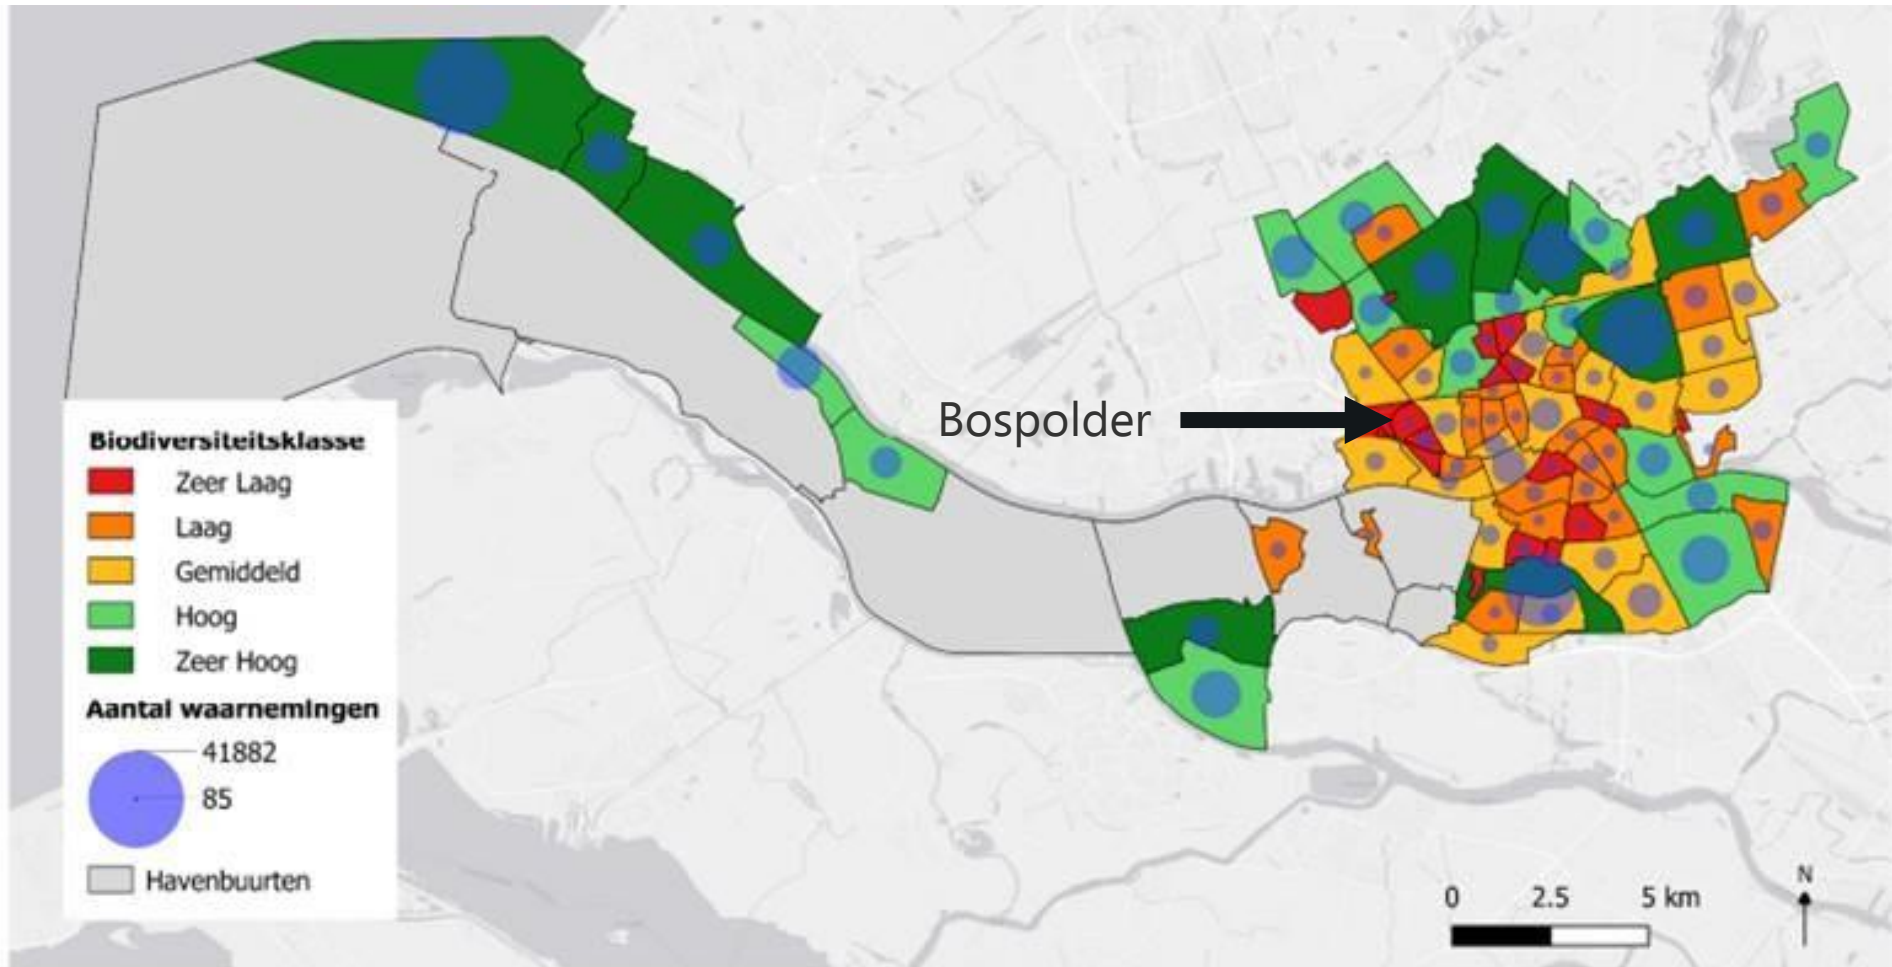 Bospolder
Biodiversiteitsklasse
Zeer Laag
Laag
Gemiddeld
Hoog
Zeer Hoog
Aantal waarnemingen
41882
85
Havenbuurten
0 2.5 5 km
N